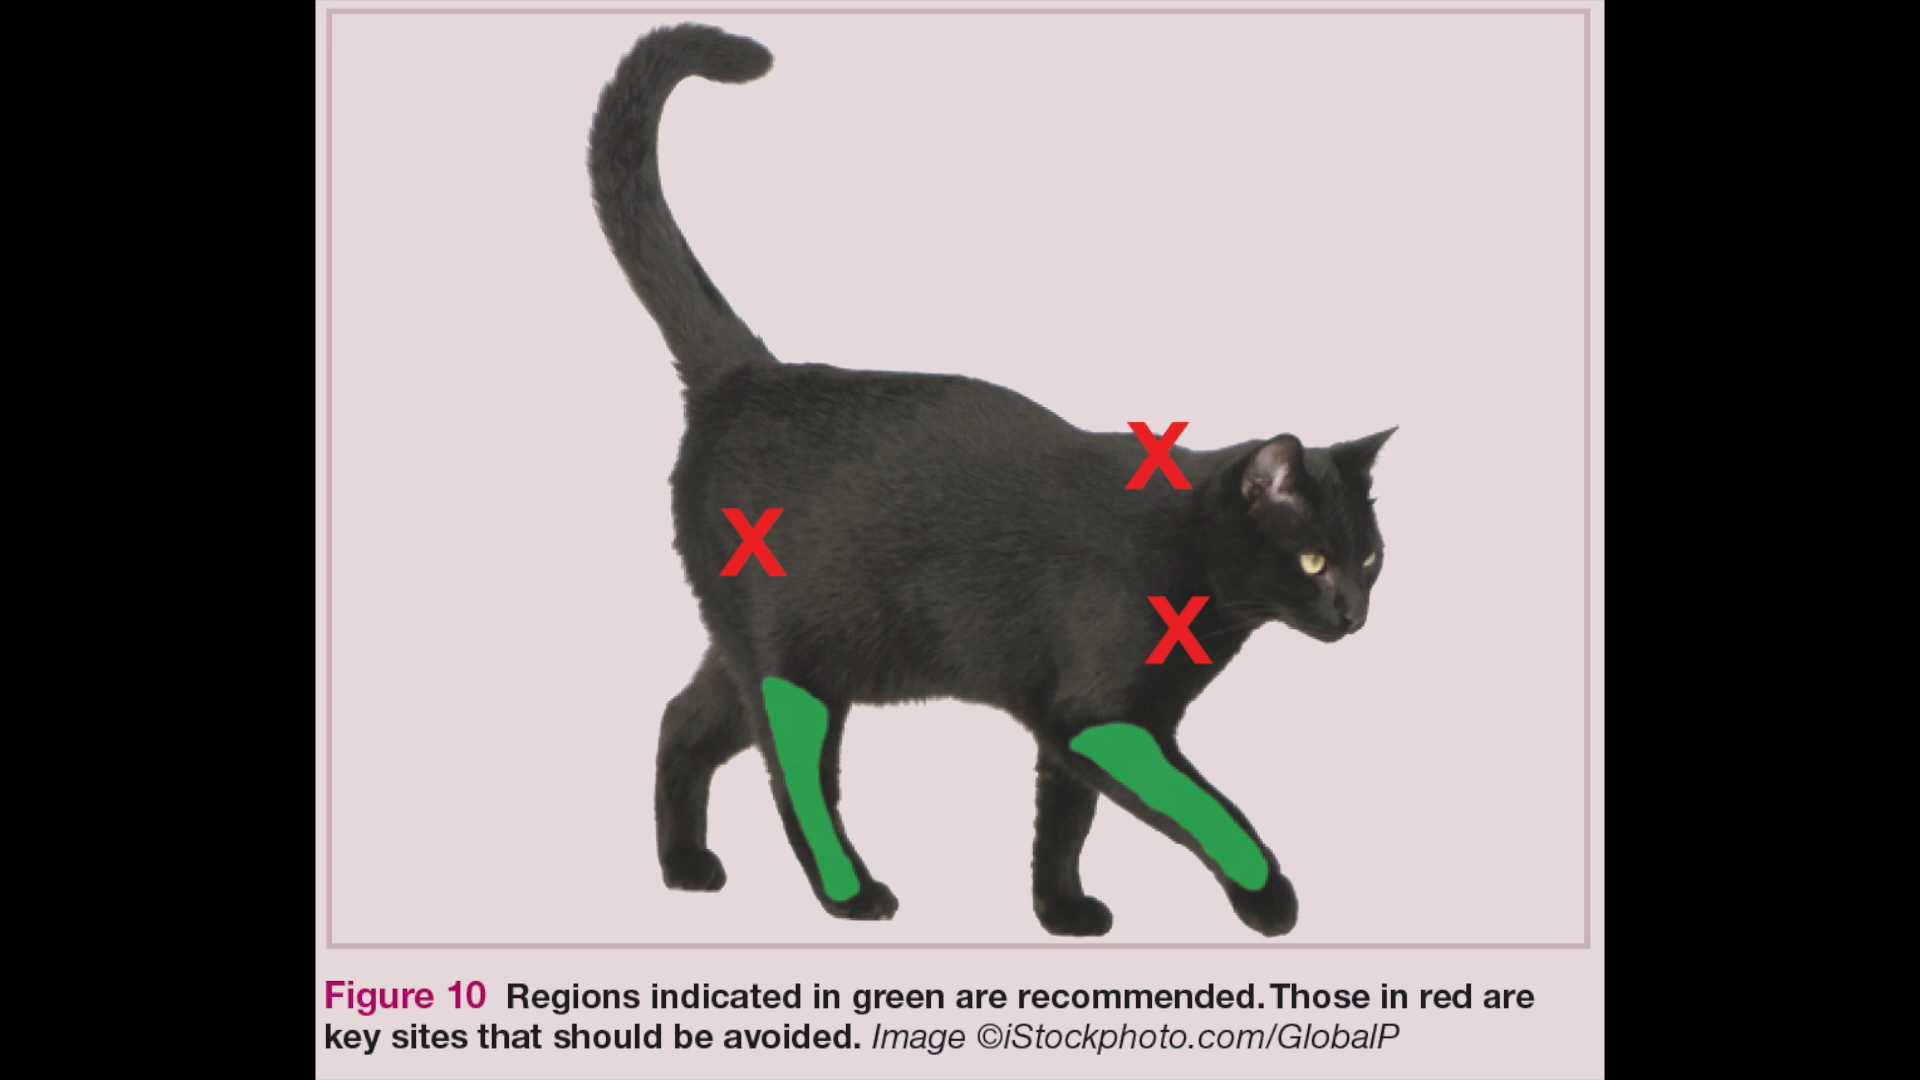 X
X
X
Figure 10 Regions indicated in green are recommended. Those in red are
key sites that should be avoided. Image ©iStockphoto.com/GlobalP